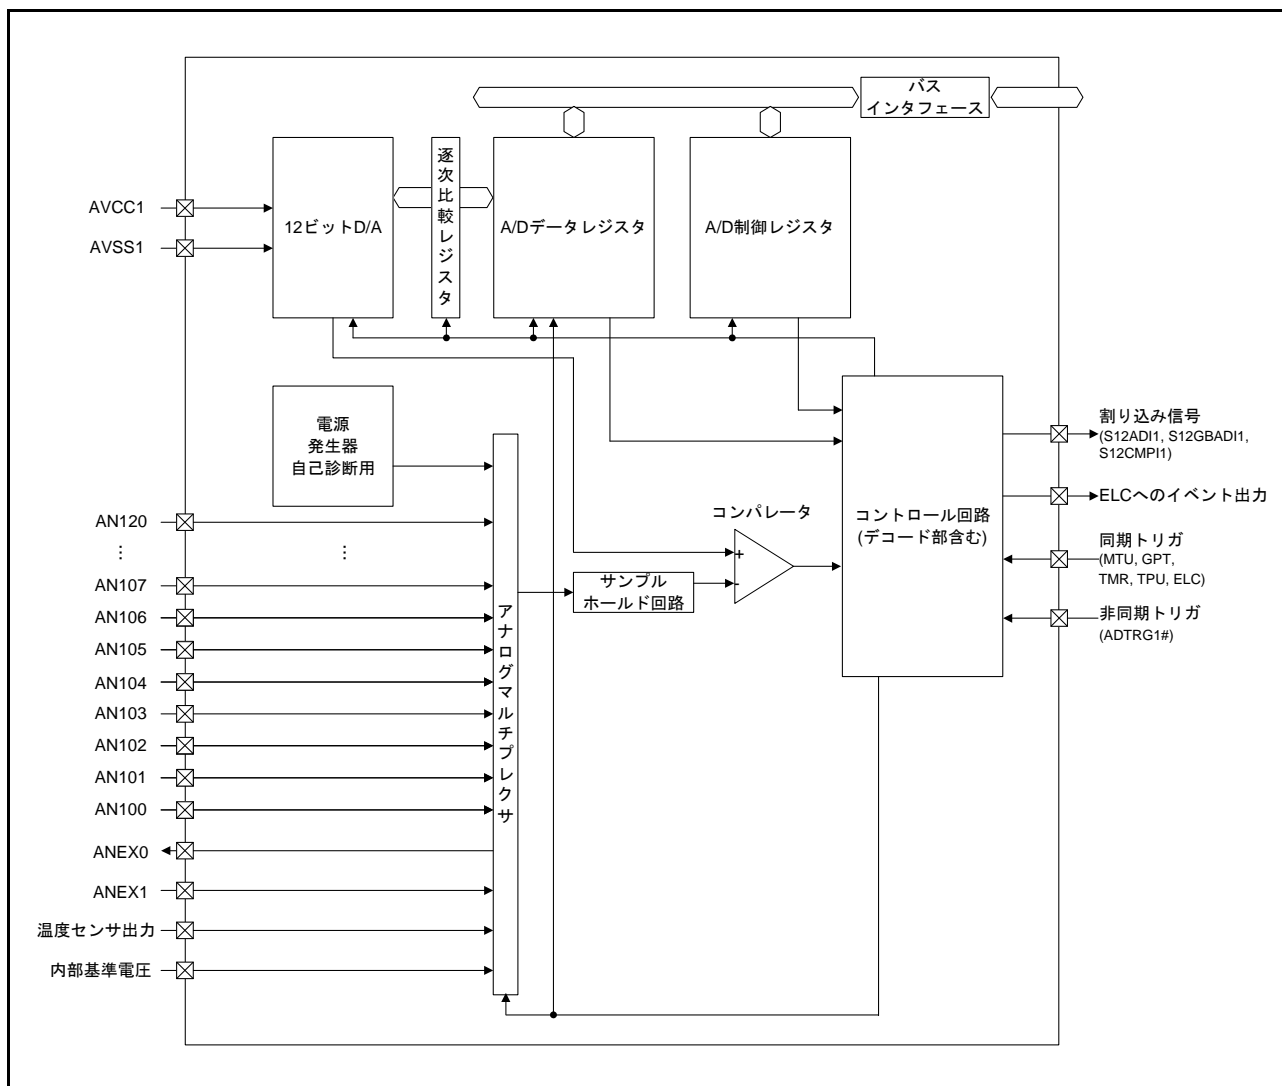 バス
インタフェース
12ビットD/A
逐次比較レジスタ
A/Dデータレジスタ
A/D制御レジスタ
AVCC1
AVSS1
電源
発生器
自己診断用
アナログマルチプレクサ
サンプル
ホールド回路
コンパレータ
+
-
コントロール回路
(デコード部含む)
割り込み信号
(S12ADI1, S12GBADI1,
S12CMPI1)
ELCへのイベント出力
同期トリガ
(MTU, GPT,
TMR, TPU, ELC)
非同期トリガ
(ADTRG1#)
AN120
⋮
⋮
AN107
AN106
AN105
AN104
AN103
AN102
AN101
AN100
ANEX0
ANEX1
温度センサ出力
内部基準電圧